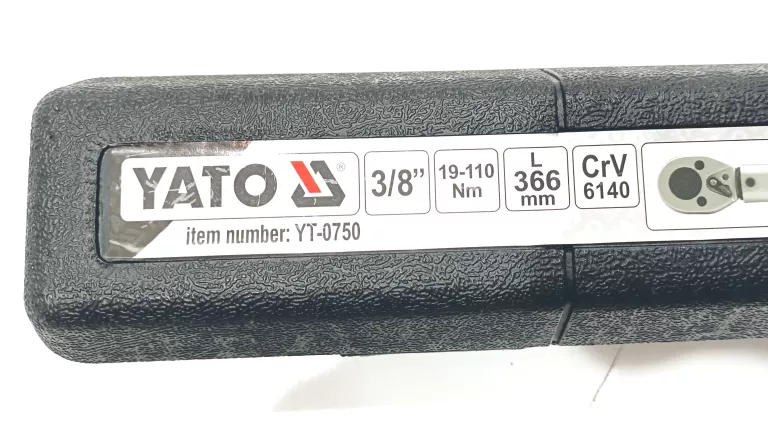 YATO ®
3/8”
19-110
Nm
L
366
mm
CrV
6140
item number: YT-0750